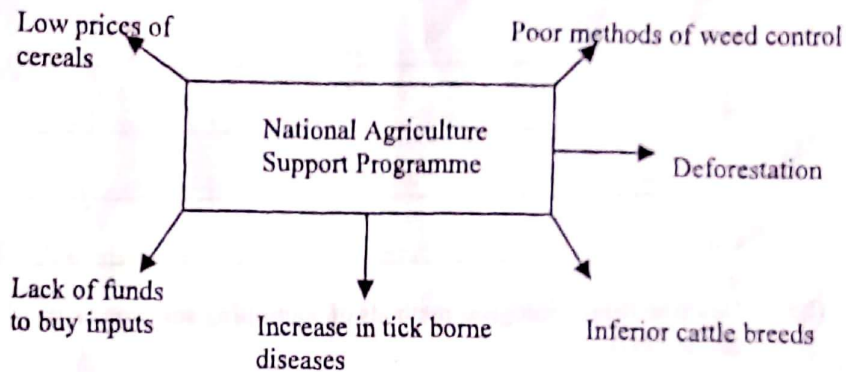 Low prices of
cereals
Poor methods of weed control
National Agriculture
Support Programme
Deforestation
Lack of funds
to buy inputs
Increase in tick borne
diseases
Inferior cattle breeds